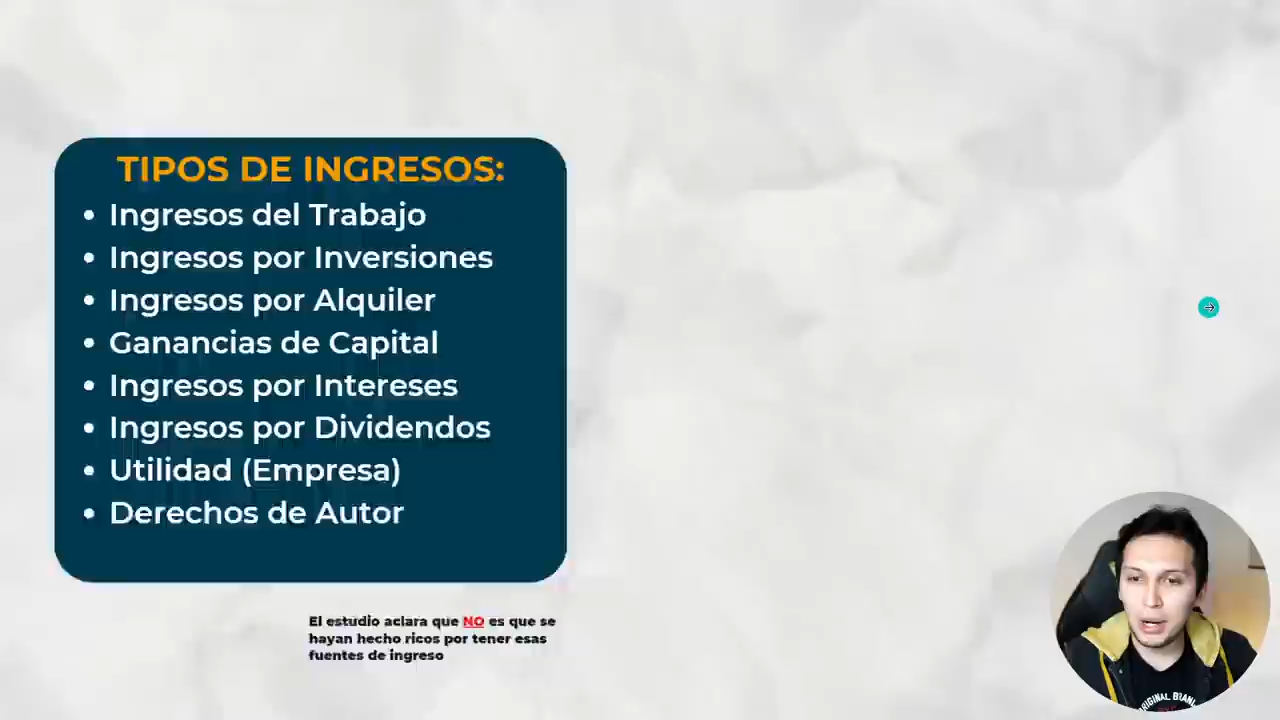 TIPOS DE INGRESOS:
• Ingresos del Trabajo
• Ingresos por Inversiones
• Ingresos por Alquiler
• Ganancias de Capital
• Ingresos por Intereses
• Ingresos por Dividendos
• Utilidad (Empresa)
• Derechos de Autor
El estudio aclara que NO es que se
hayan hecho ricos por tener esas
fuentes de ingreso